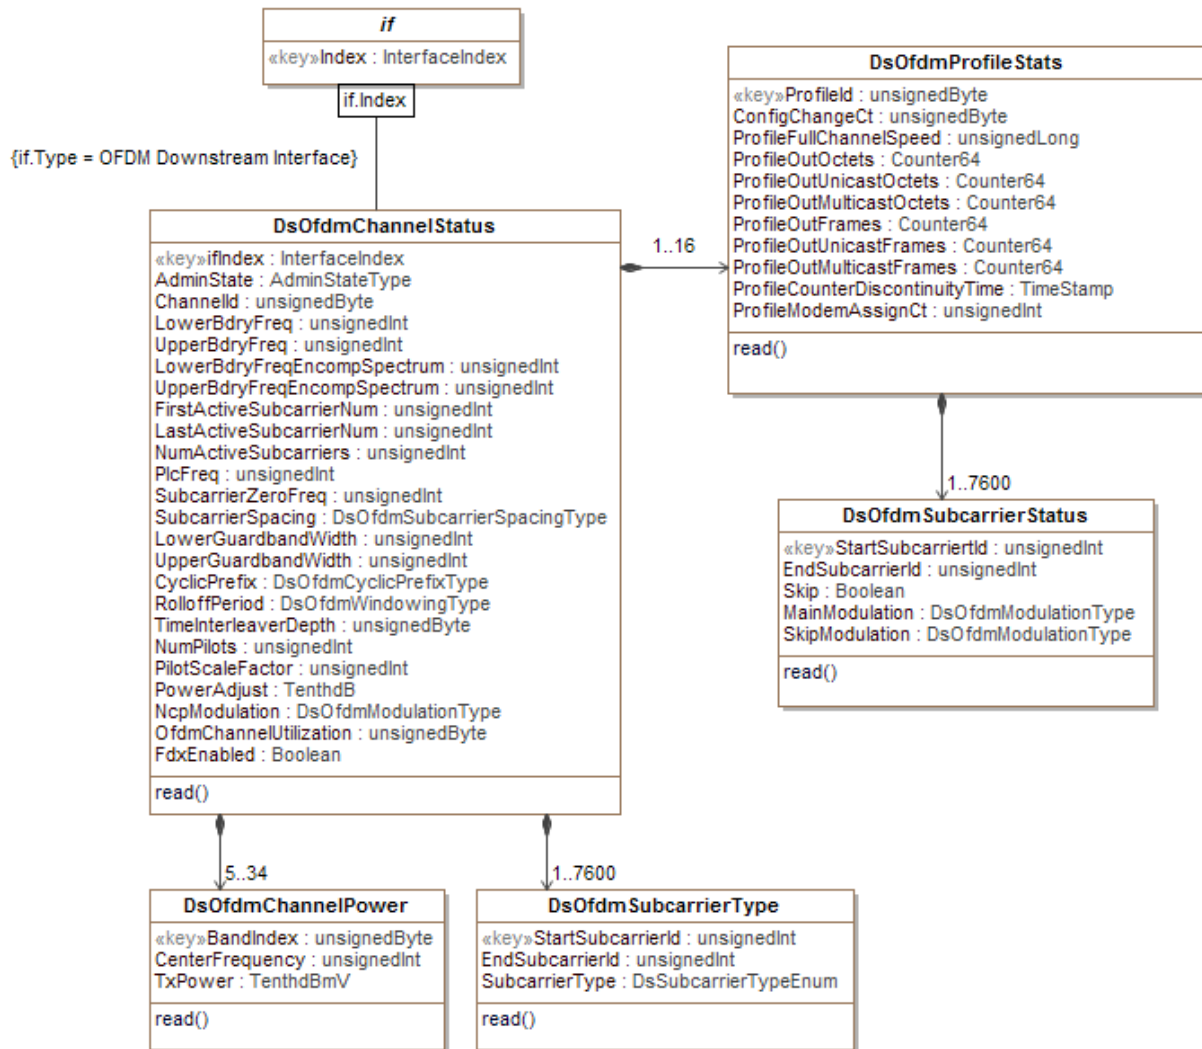 if
«key»Index : InterfaceIndex
if.Index
{if.Type = OFDM Downstream Interface}
DsOfdmChannelStatus
«key»ifIndex : InterfaceIndex
AdminState : AdminStateType
ChannelId : unsignedByte
LowerBdryFreq : unsignedInt
UpperBdryFreq : unsignedInt
LowerBdryFreqEncompSpectrum : unsignedInt
UpperBdryFreqEncompSpectrum : unsignedInt
FirstActiveSubcarrierNum : unsignedInt
LastActiveSubcarrierNum : unsignedInt
NumActiveSubcarriers : unsignedInt
PlcFreq : unsignedInt
SubcarrierZeroFreq : unsignedInt
SubcarrierSpacing : DsOfdmSubcarrierSpacingType
LowerGuardbandWidth : unsignedInt
UpperGuardbandWidth : unsignedInt
CyclicPrefix : DsOfdmCyclicPrefixType
RolloffPeriod : DsOfdmWindowingType
TimeInterleaverDepth : unsignedByte
NumPilots : unsignedInt
PilotScaleFactor : unsignedInt
PowerAdjust : TenthdB
NcpModulation : DsOfdmModulationType
OfdmChannelUtilization : unsignedByte
FdxEnabled : Boolean
read()
1..16
DsOfdmProfileStats
«key»ProfileId : unsignedByte
ConfigChangeCt : unsignedByte
ProfileFullChannelSpeed : unsignedLong
ProfileOutOctets : Counter64
ProfileOutUnicastOctets : Counter64
ProfileOutMulticastOctets : Counter64
ProfileOutFrames : Counter64
ProfileOutUnicastFrames : Counter64
ProfileOutMulticastFrames : Counter64
ProfileCounterDiscontinuityTime : TimeStamp
ProfileModemAssignCt : unsignedInt
read()
1..7600
DsOfdmSubcarrierStatus
«key»StartSubcarriertId : unsignedInt
EndSubcarrierId : unsignedInt
Skip : Boolean
MainModulation : DsOfdmModulationType
SkipModulation : DsOfdmModulationType
read()
5..34
DsOfdmChannelPower
«key»BandIndex : unsignedByte
CenterFrequency : unsignedInt
TxPower : TenthdBmV
read()
1..7600
DsOfdmSubcarrierType
«key»StartSubcarrierId : unsignedInt
EndSubcarrierId : unsignedInt
SubcarrierType : DsSubcarrierTypeEnum
read()